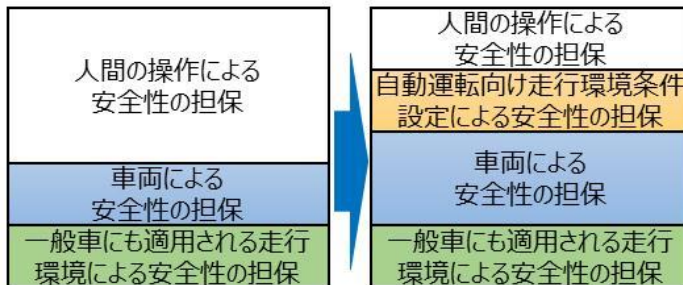 人間の操作による
安全性の担保
車両による
安全性の担保
一般車にも適用される走行
環境による安全性の担保
人間の操作による
安全性の担保
自動運転向け走行環境条件
設定による安全性の担保
車両による
安全性の担保
一般車にも適用される走行
環境による安全性の担保